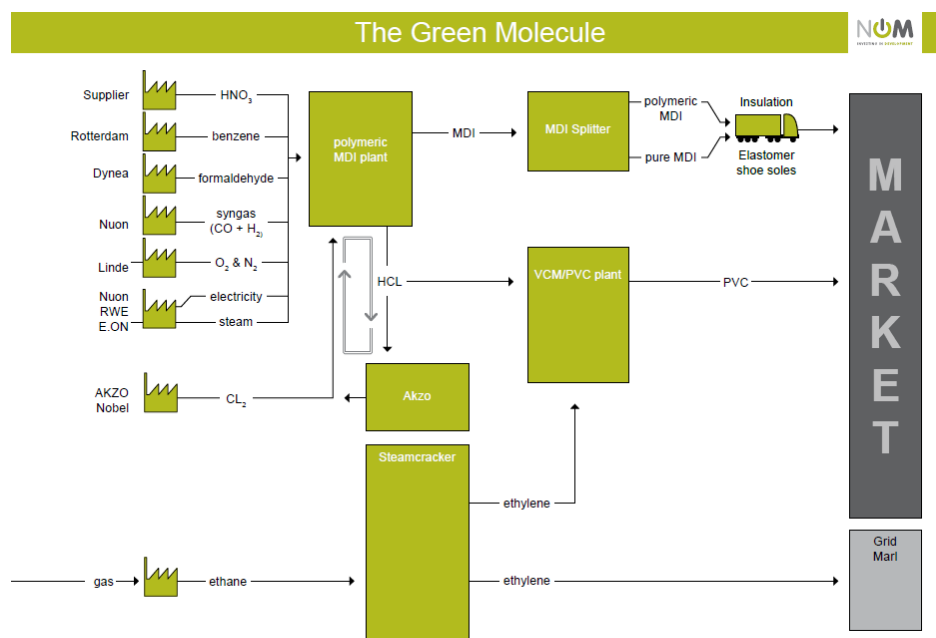 The Green Molecule
NOM
INVESTING IN DEVELOPMENT
Supplier
HNO3
Rotterdam
benzene
Dynea
formaldehyde
Nuon
syngas
(CO + H2)
Linde
O2 & N2
Nuon
RWE
E.ON
electricity
steam
AKZO
Nobel
CL2
polymeric
MDI plant
MDI
MDI Splitter
polymeric
MDI
pure MDI
Insulation
Elastomer
shoe soles
HCL
VCM/PVC plant
PVC
Akzo
Steamcracker
ethylene
gas
ethane
ethylene
MARKET
Grid
Marl